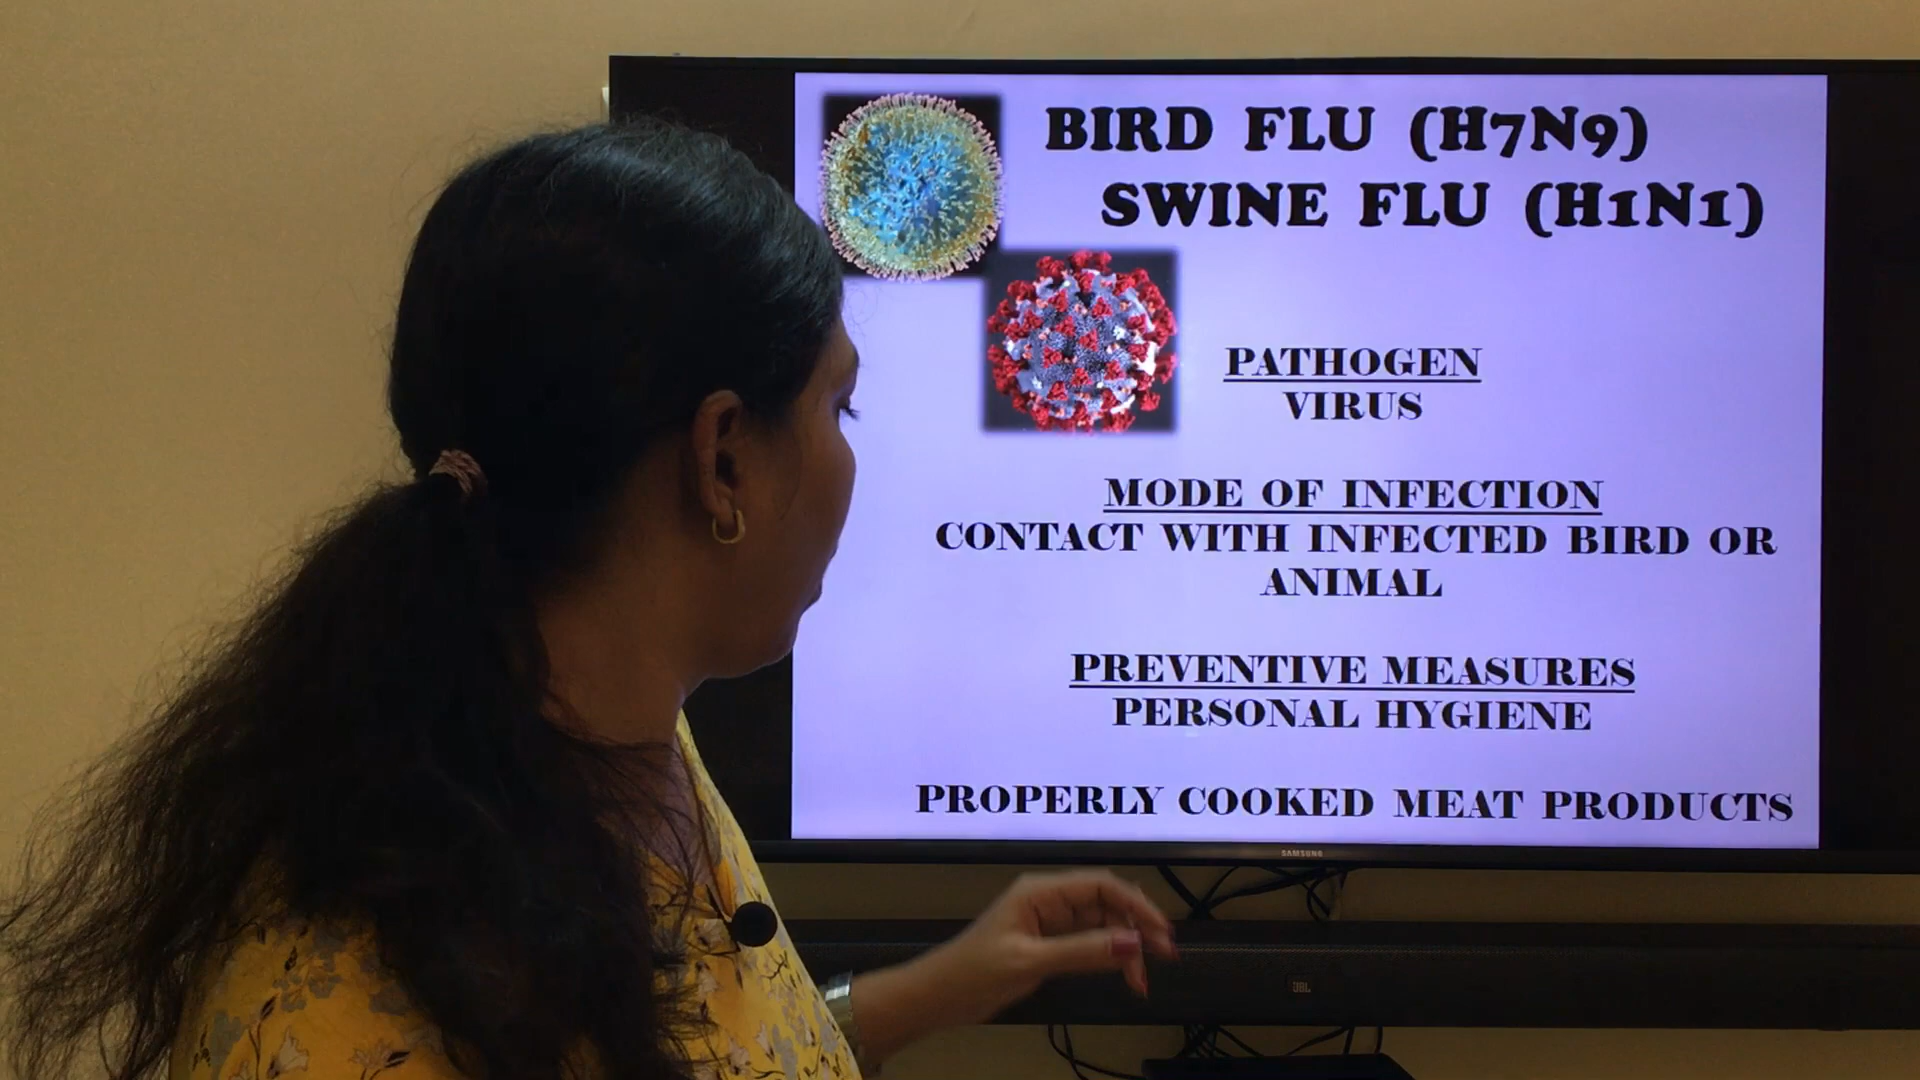 BIRD FLU (H7N9)
SWINE FLU (H1N1)
PATHOGEN
VIRUS
MODE OF INFECTION
CONTACT WITH INFECTED BIRD OR
ANIMAL
PREVENTIVE MEASURES
PERSONAL HYGIENE
PROPERLY COOKED MEAT PRODUCTS
SAMSUNG
JBL